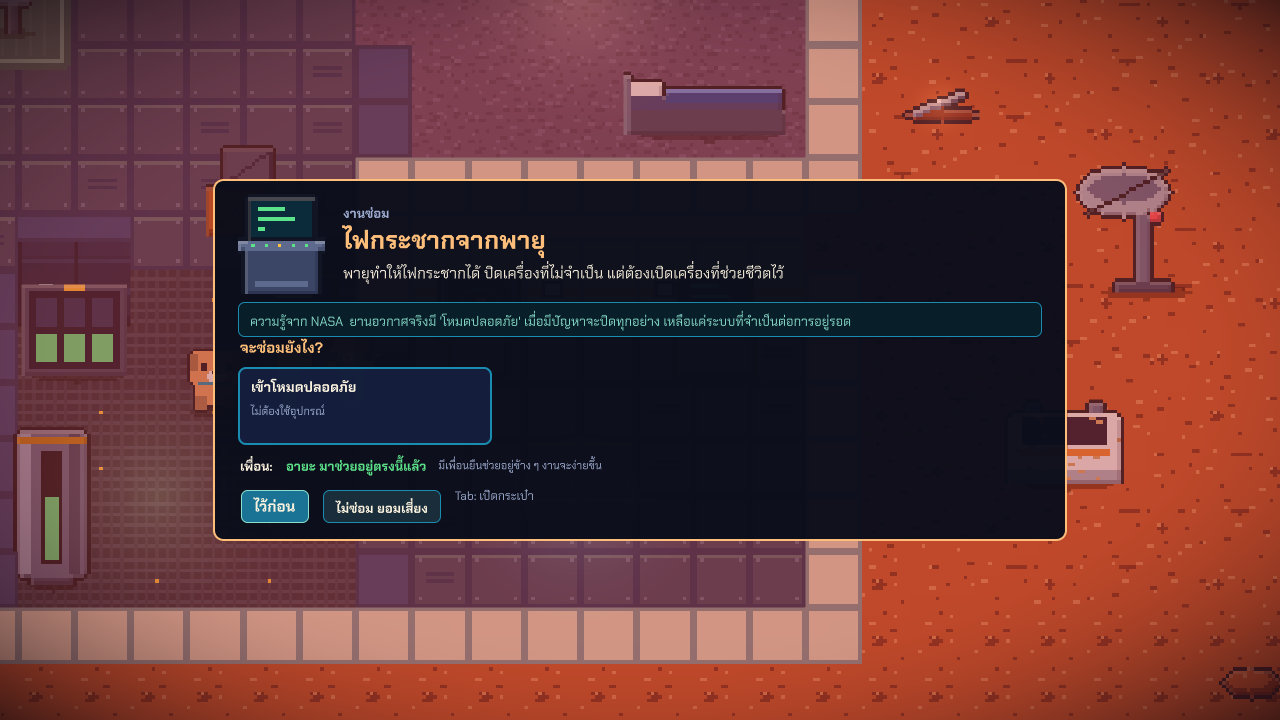 งานซ่อม
ไฟกระชากจากพายุ
พายุทำให้ไฟกระชากได้ ปิดเครื่องที่ไม่จำเป็น แต่ต้องเปิดเครื่องที่ช่วยชีวิตไว้
ความรู้จาก NASA ยานอวกาศจริงมี 'โหมดปลอดภัย' เมื่อมีปัญหาจะปิดทุกอย่าง เหลือแค่ระบบที่จำเป็นต่อการอยู่รอด
จะซ่อมยังไง?
เข้าโหมดปลอดภัย
ไม่ต้องใช้อุปกรณ์
เพื่อน: อายะ มาช่วยอยู่ตรงนี้แล้ว มีเพื่อนยืนช่วยอยู่ข้าง ๆ งานจะง่ายขึ้น
ไว้ก่อน ไม่ซ่อม ยอมเสี่ยง Tab: เปิดกระเป๋า